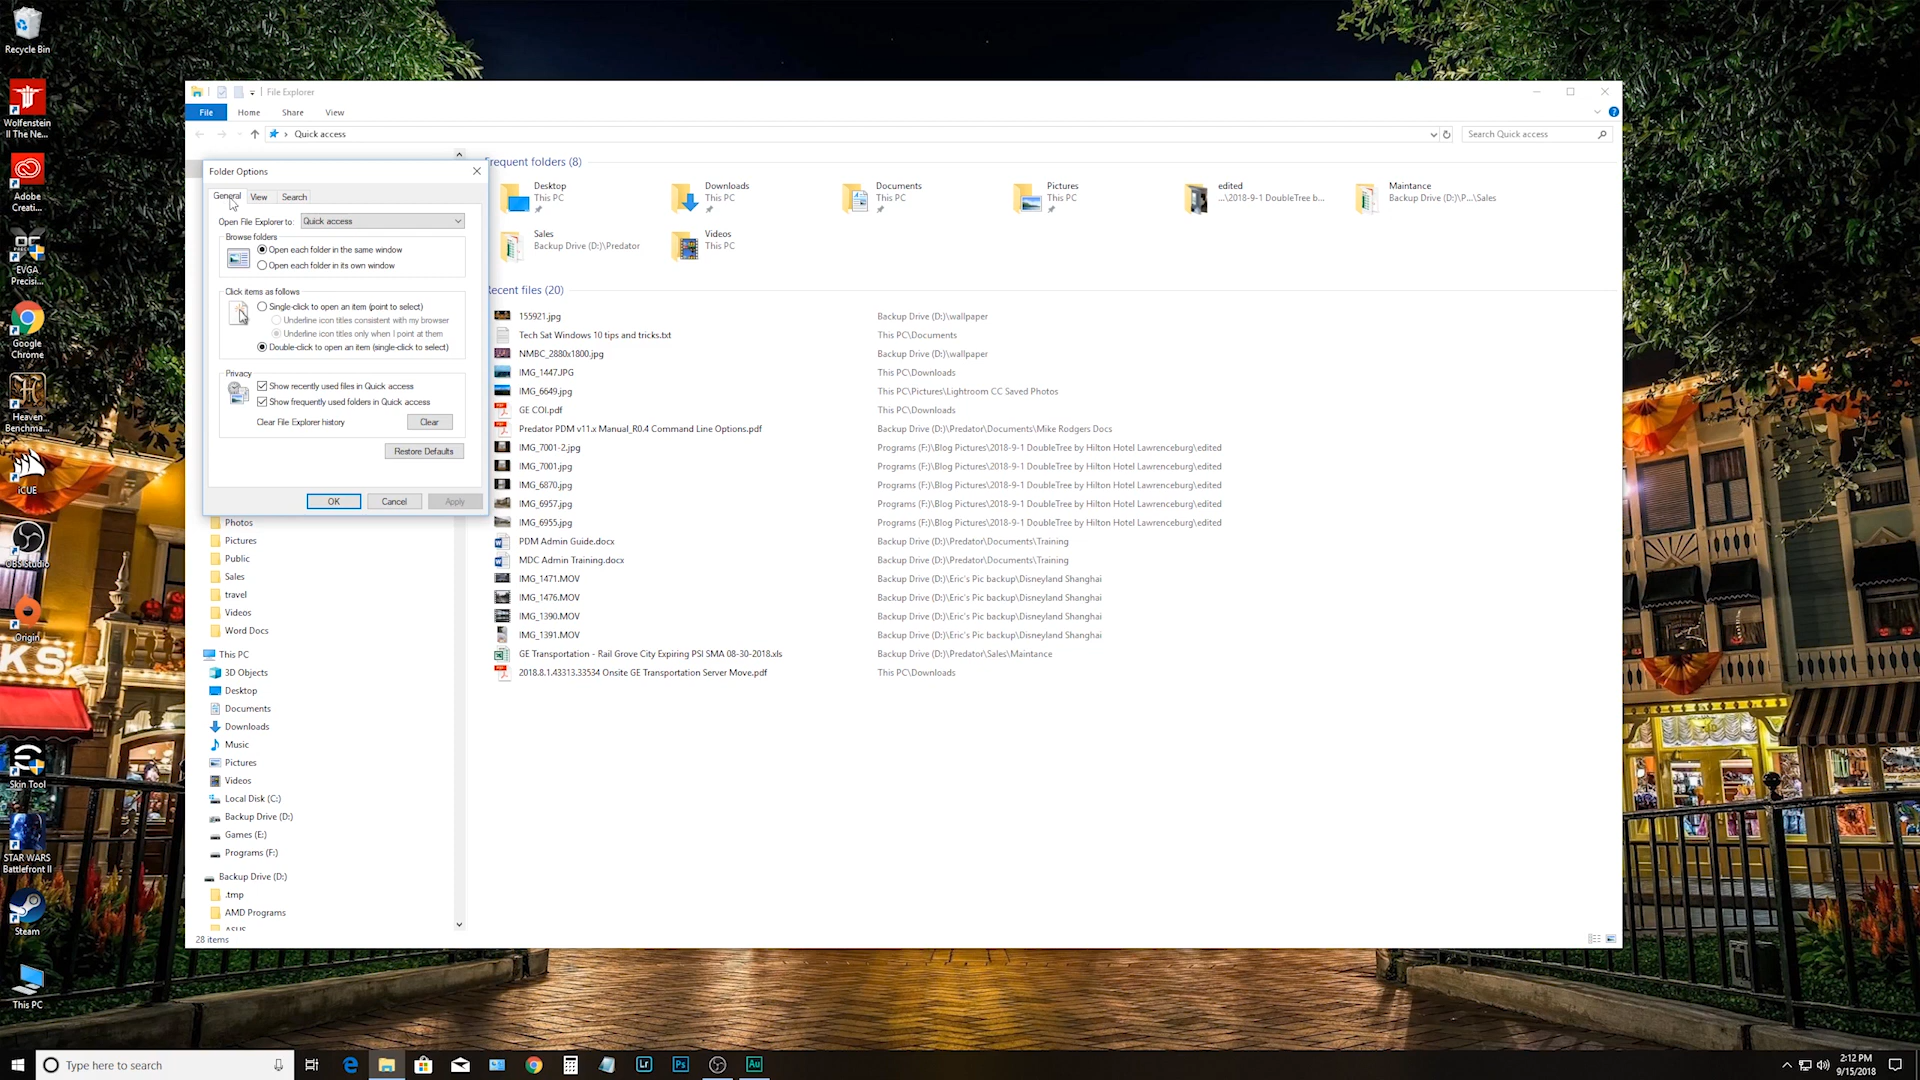 Recycle Bin
Wolfenstein
II The Ne...
Adobe
Creati...
EVGA
Precisi...
Google
Chrome
Heaven
Benchma...
iCUE
OBS Studio
Origin
Skin Tool
STAR WARS
Battlefront II
Steam
This PC
File Explorer
File
Home
Share
View
Quick access
Search Quick access
Folder Options
General
View
Search
Open File Explorer to:
Quick access
Browse folders
Open each folder in the same window
Open each folder in its own window
Click items as follows
Single-click to open an item (point to select)
Underline icon titles consistent with my browser
Underline icon titles only when I point at them
Double-click to open an item (single-click to select)
Privacy
Show recently used files in Quick access
Show frequently used folders in Quick access
Clear File Explorer history
Clear
Restore Defaults
OK
Cancel
Apply
Photos
Pictures
Public
Sales
travel
Videos
Word Docs
This PC
3D Objects
Desktop
Documents
Downloads
Music
Pictures
Videos
Local Disk (C:)
Backup Drive (D:)
Games (E:)
Programs (F:)
Backup Drive (D:)
.tmp
AMD Programs
ASUS
28 items
Frequent folders (8)
Desktop
This PC
Downloads
This PC
Documents
This PC
Pictures
This PC
edited
...\2018-9-1 DoubleTree b...
Maintance
Backup Drive (D:)\P...\Sales
Sales
Backup Drive (D:)\Predator
Videos
This PC
Recent files (20)
155921.jpg Backup Drive (D:)\wallpaper
Tech Sat Windows 10 tips and tricks.txt This PC\Documents
NMBC_2880x1800.jpg Backup Drive (D:)\wallpaper
IMG_1447.JPG This PC\Downloads
IMG_6649.jpg This PC\Pictures\Lightroom CC Saved Photos
GE COI.pdf This PC\Downloads
Predator PDM v11.x Manual_R0.4 Command Line Options.pdf Backup Drive (D:)\Predator\Documents\Mike Rodgers Docs
IMG_7001-2.jpg Programs (F:)\Blog Pictures\2018-9-1 DoubleTree by Hilton Hotel Lawrenceburg\edited
IMG_7001.jpg Programs (F:)\Blog Pictures\2018-9-1 DoubleTree by Hilton Hotel Lawrenceburg\edited
IMG_6870.jpg Programs (F:)\Blog Pictures\2018-9-1 DoubleTree by Hilton Hotel Lawrenceburg\edited
IMG_6957.jpg Programs (F:)\Blog Pictures\2018-9-1 DoubleTree by Hilton Hotel Lawrenceburg\edited
IMG_6955.jpg Programs (F:)\Blog Pictures\2018-9-1 DoubleTree by Hilton Hotel Lawrenceburg\edited
PDM Admin Guide.docx Backup Drive (D:)\Predator\Documents\Training
MDC Admin Training.docx Backup Drive (D:)\Predator\Documents\Training
IMG_1471.MOV Backup Drive (D:)\Eric's Pic backup\Disneyland Shanghai
IMG_1476.MOV Backup Drive (D:)\Eric's Pic backup\Disneyland Shanghai
IMG_1390.MOV Backup Drive (D:)\Eric's Pic backup\Disneyland Shanghai
IMG_1391.MOV Backup Drive (D:)\Eric's Pic backup\Disneyland Shanghai
GE Transportation - Rail Grove City Expiring PSI SMA 08-30-2018.xls Backup Drive (D:)\Predator\Sales\Maintance
2018.8.1.43313.33534 Onsite GE Transportation Server Move.pdf This PC\Downloads
KS
Type here to search
Lr
Ps
Au
2:12 PM
9/15/2018